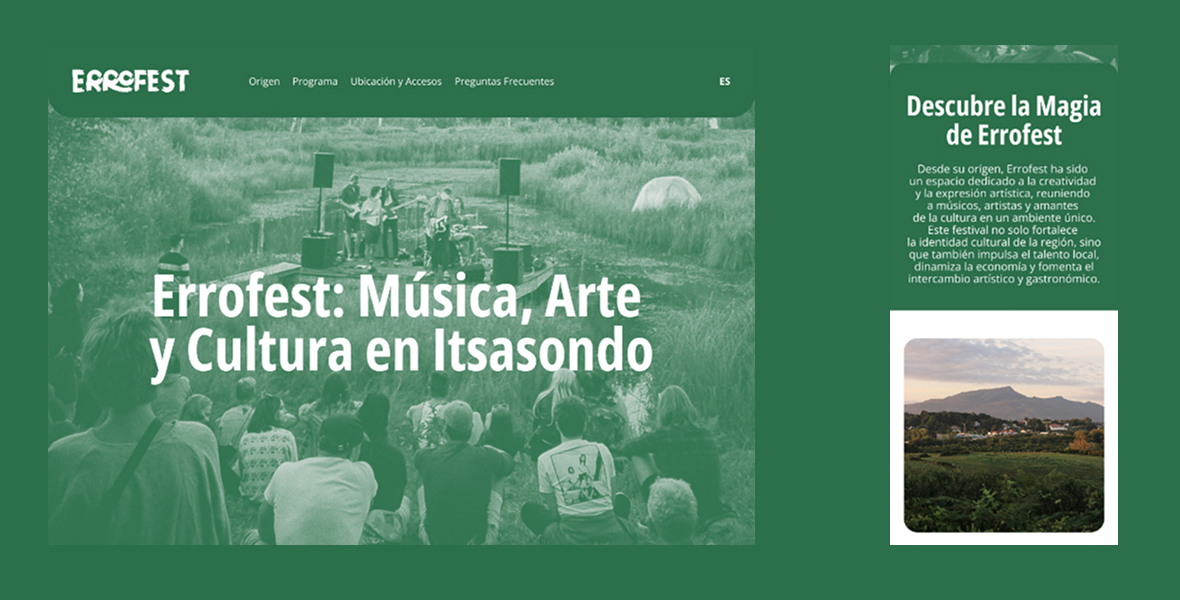 ERROFEST
Origen Programa Ubicación y Accesos Preguntas Frecuentes
ES
Errofest: Música, Arte
y Cultura en Itsasondo
Descubre la Magia
de Errofest
Desde su origen, Errofest ha sido
un espacio dedicado a la creatividad
y la expresión artística, reuniendo
a músicos, artistas y amantes
de la cultura en un ambiente único.
Este festival no solo fortalece
la identidad cultural de la región, sino
que también impulsa el talento local,
dinamiza la economía y fomenta el
intercambio artístico y gastronómico.